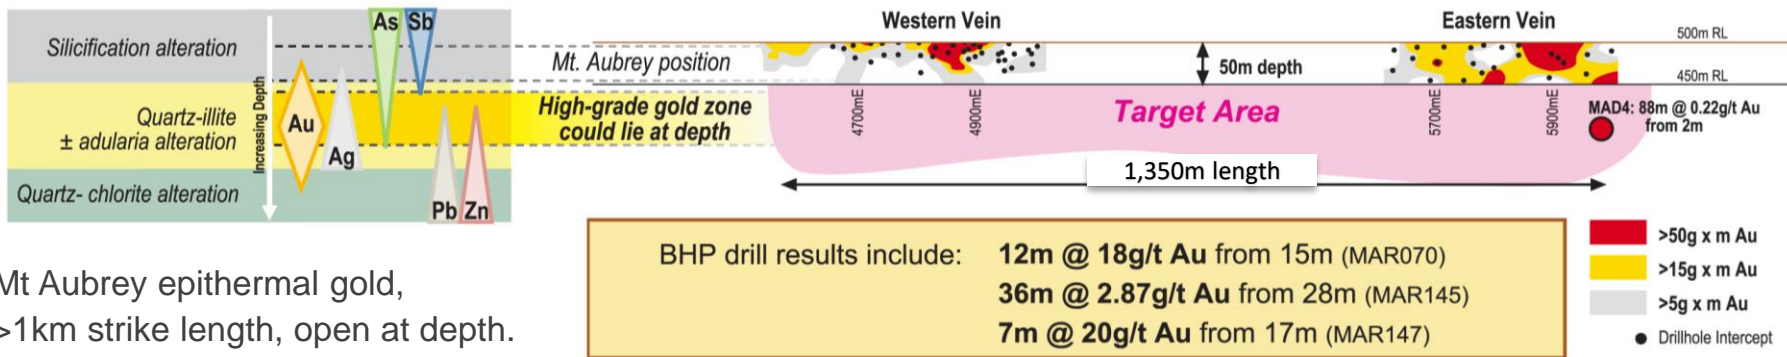 Silicification alteration
Quartz-illite
± adularia alteration
Quartz- chlorite alteration
Increasing Depth
Au
Ag
As
Sb
Pb
Zn
Mt. Aubrey position
High-grade gold zone
could lie at depth
Western Vein
Eastern Vein
500m RL
50m depth
450m RL
4700mE
4900mE
Target Area
5700mE
5900mE
MAD4: 88m @ 0.22g/t Au
from 2m
1,350m length
BHP drill results include: 12m @ 18g/t Au from 15m (MAR070)
36m @ 2.87g/t Au from 28m (MAR145)
7m @ 20g/t Au from 17m (MAR147)
>50g x m Au
>15g x m Au
>5g x m Au
Drillhole Intercept
Mt Aubrey epithermal gold,
>1km strike length, open at depth.